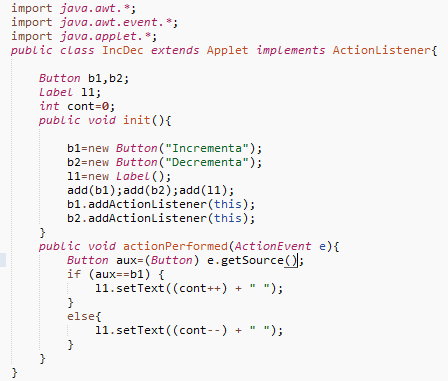 import java.awt.*;
import java.awt.event.*;
import java.applet.*;
public class IncDec extends Applet implements ActionListener{
Button b1,b2;
Label l1;
int cont=0;
public void init(){
b1=new Button("Incrementa");
b2=new Button("Decrementa");
l1=new Label();
add(b1);add(b2);add(l1);
b1.addActionListener(this);
b2.addActionListener(this);
}
public void actionPerformed(ActionEvent e){
Button aux=(Button) e.getSource();
if (aux==b1) {
l1.setText((cont++) + " ");
}
else{
l1.setText((cont--) + " ");
}
}
}